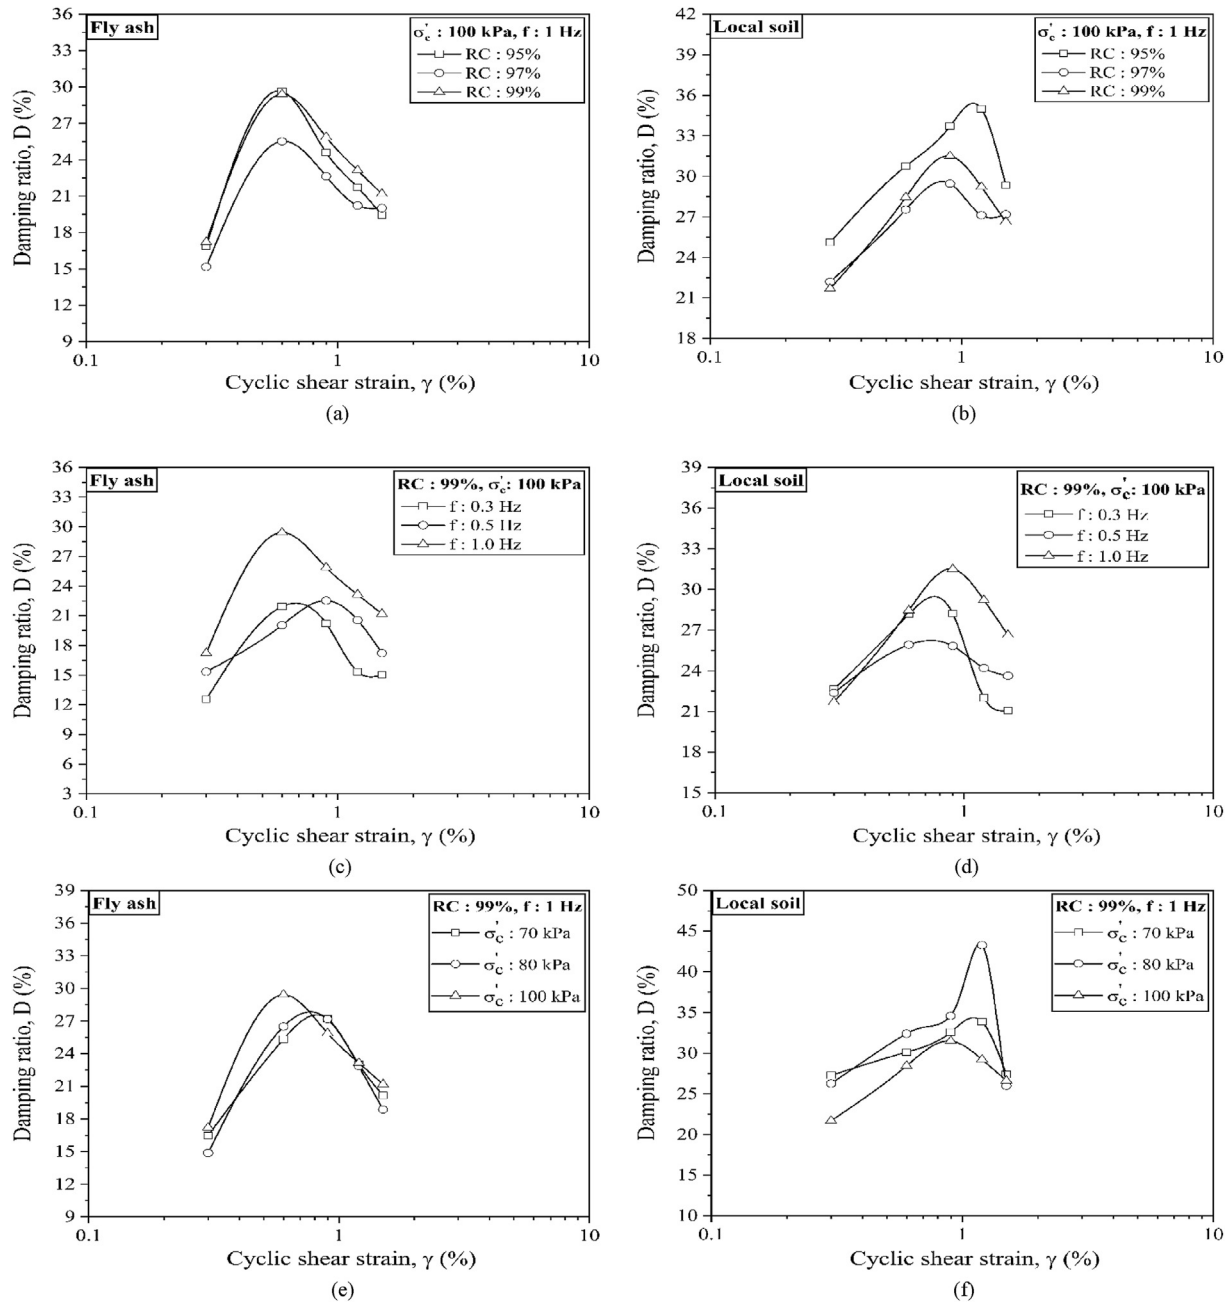 Fly ash
σ'c : 100 kPa, f : 1 Hz
RC : 95%
RC : 97%
RC : 99%
36
33
30
27
24
21
18
15
12
9
Damping ratio, D (%)
0.1 1 10
Cyclic shear strain, γ (%)
(a)
Local soil
σ'c : 100 kPa, f : 1 Hz
RC : 95%
RC : 97%
RC : 99%
42
39
36
33
30
27
24
21
18
Damping ratio, D (%)
0.1 1 10
Cyclic shear strain, γ (%)
(b)
Fly ash
RC : 99%, σ'c: 100 kPa
f : 0.3 Hz
f : 0.5 Hz
f : 1.0 Hz
36
33
30
27
24
21
18
15
12
9
6
3
Damping ratio, D (%)
0.1 1 10
Cyclic shear strain, γ (%)
(c)
Local soil
RC : 99%, σ'c: 100 kPa
f : 0.3 Hz
f : 0.5 Hz
f : 1.0 Hz
39
36
33
30
27
24
21
18
15
Damping ratio, D (%)
0.1 1 10
Cyclic shear strain, γ (%)
(d)
Fly ash
RC : 99%, f : 1 Hz
σ'c : 70 kPa
σ'c : 80 kPa
σ'c : 100 kPa
39
36
33
30
27
24
21
18
15
12
9
Damping ratio, D (%)
0.1 1 10
Cyclic shear strain, γ (%)
(e)
Local soil
RC : 99%, f : 1 Hz
σ'c : 70 kPa
σ'c : 80 kPa
σ'c : 100 kPa
50
45
40
35
30
25
20
15
10
Damping ratio, D (%)
0.1 1 10
Cyclic shear strain, γ (%)
(f)